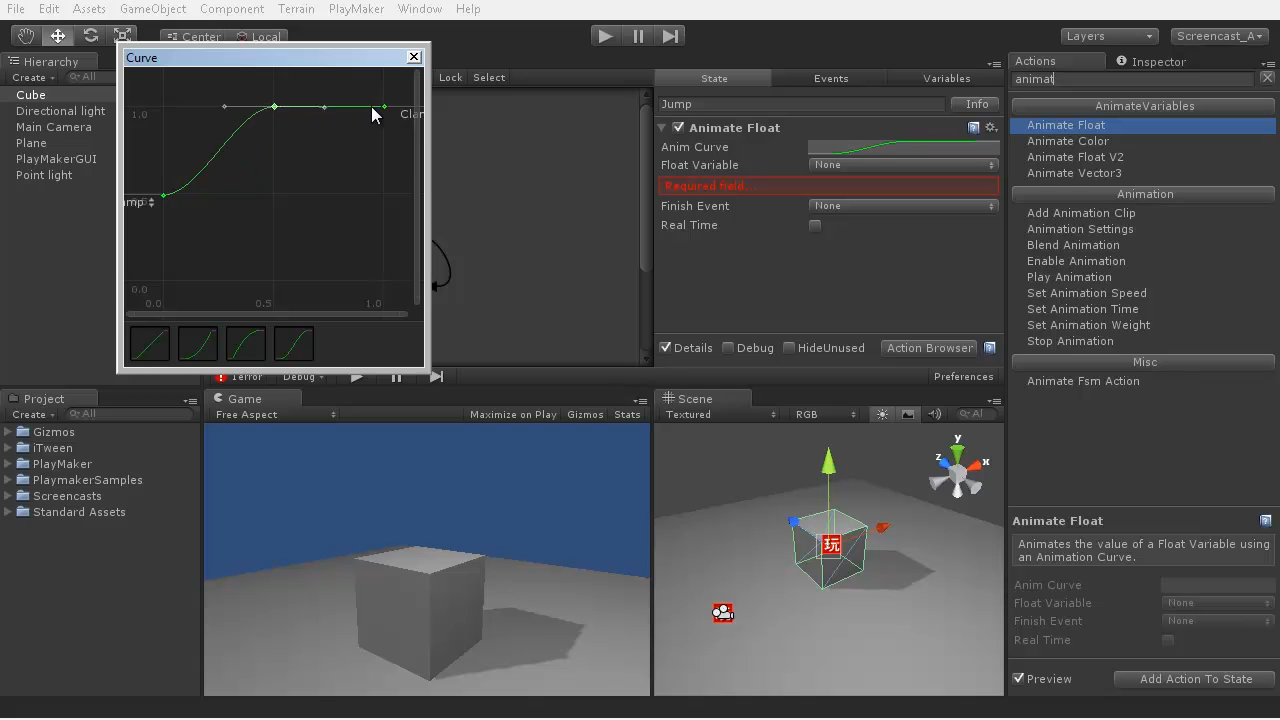 File Edit Assets GameObject Component Terrain PlayMaker Window Help
Center Local Layers Screencast_A
Curve
1.0
Clar
0.0
0.0 0.5 1.0
Hierarchy
Create All
Cube
Directional light
Main Camera
Plane
PlayMakerGUI
Point light
Lock Select
State Events Variables
Jump Info
Animate Float
Anim Curve
Float Variable None
Required field...
Finish Event None
Real Time
Details Debug HideUnused Action Browser
Debug Preferences
Actions Inspector
animat
AnimateVariables
Animate Float
Animate Color
Animate Float V2
Animate Vector3
Animation
Add Animation Clip
Animation Settings
Blend Animation
Enable Animation
Play Animation
Set Animation Speed
Set Animation Time
Set Animation Weight
Stop Animation
Misc
Animate Fsm Action
Animate Float
Animates the value of a Float Variable using
an Animation Curve.
Anim Curve
Float Variable None
Finish Event None
Real Time
Preview Add Action To State
Project
Create All
Gizmos
iTween
PlayMaker
PlaymakerSamples
Screencasts
Standard Assets
Game
Free Aspect Maximize on Play Gizmos Stats
Scene
Textured RGB Al
y
z x
玩